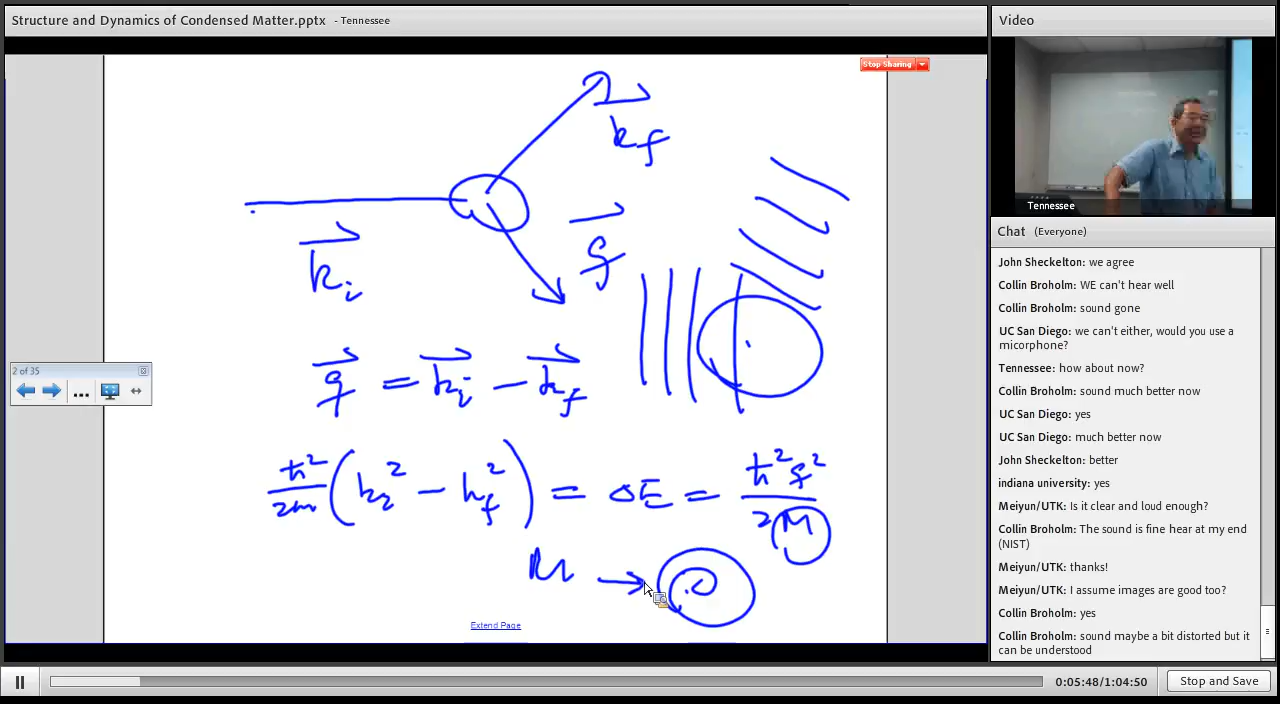 Structure and Dynamics of Condensed Matter.pptx - Tennessee
Stop Sharing
k_f
k_i
q
q = k_i - k_f
ħ²/2m (k_i² - k_f²) = ΔE = ħ²q²/2M
M → ∞
2 of 35
...
Extend Page
Video
Tennessee
Chat (Everyone)
John Sheckelton: we agree
Collin Broholm: WE can't hear well
Collin Broholm: sound gone
UC San Diego: we can't either, would you use a
micorphone?
Tennessee: how about now?
Collin Broholm: sound much better now
UC San Diego: yes
UC San Diego: much better now
John Sheckelton: better
indiana university: yes
Meiyun/UTK: Is it clear and loud enough?
Collin Broholm: The sound is fine hear at my end
(NIST)
Meiyun/UTK: thanks!
Meiyun/UTK: I assume images are good too?
Collin Broholm: yes
Collin Broholm: sound maybe a bit distorted but it
can be understood
0:05:48/1:04:50
Stop and Save